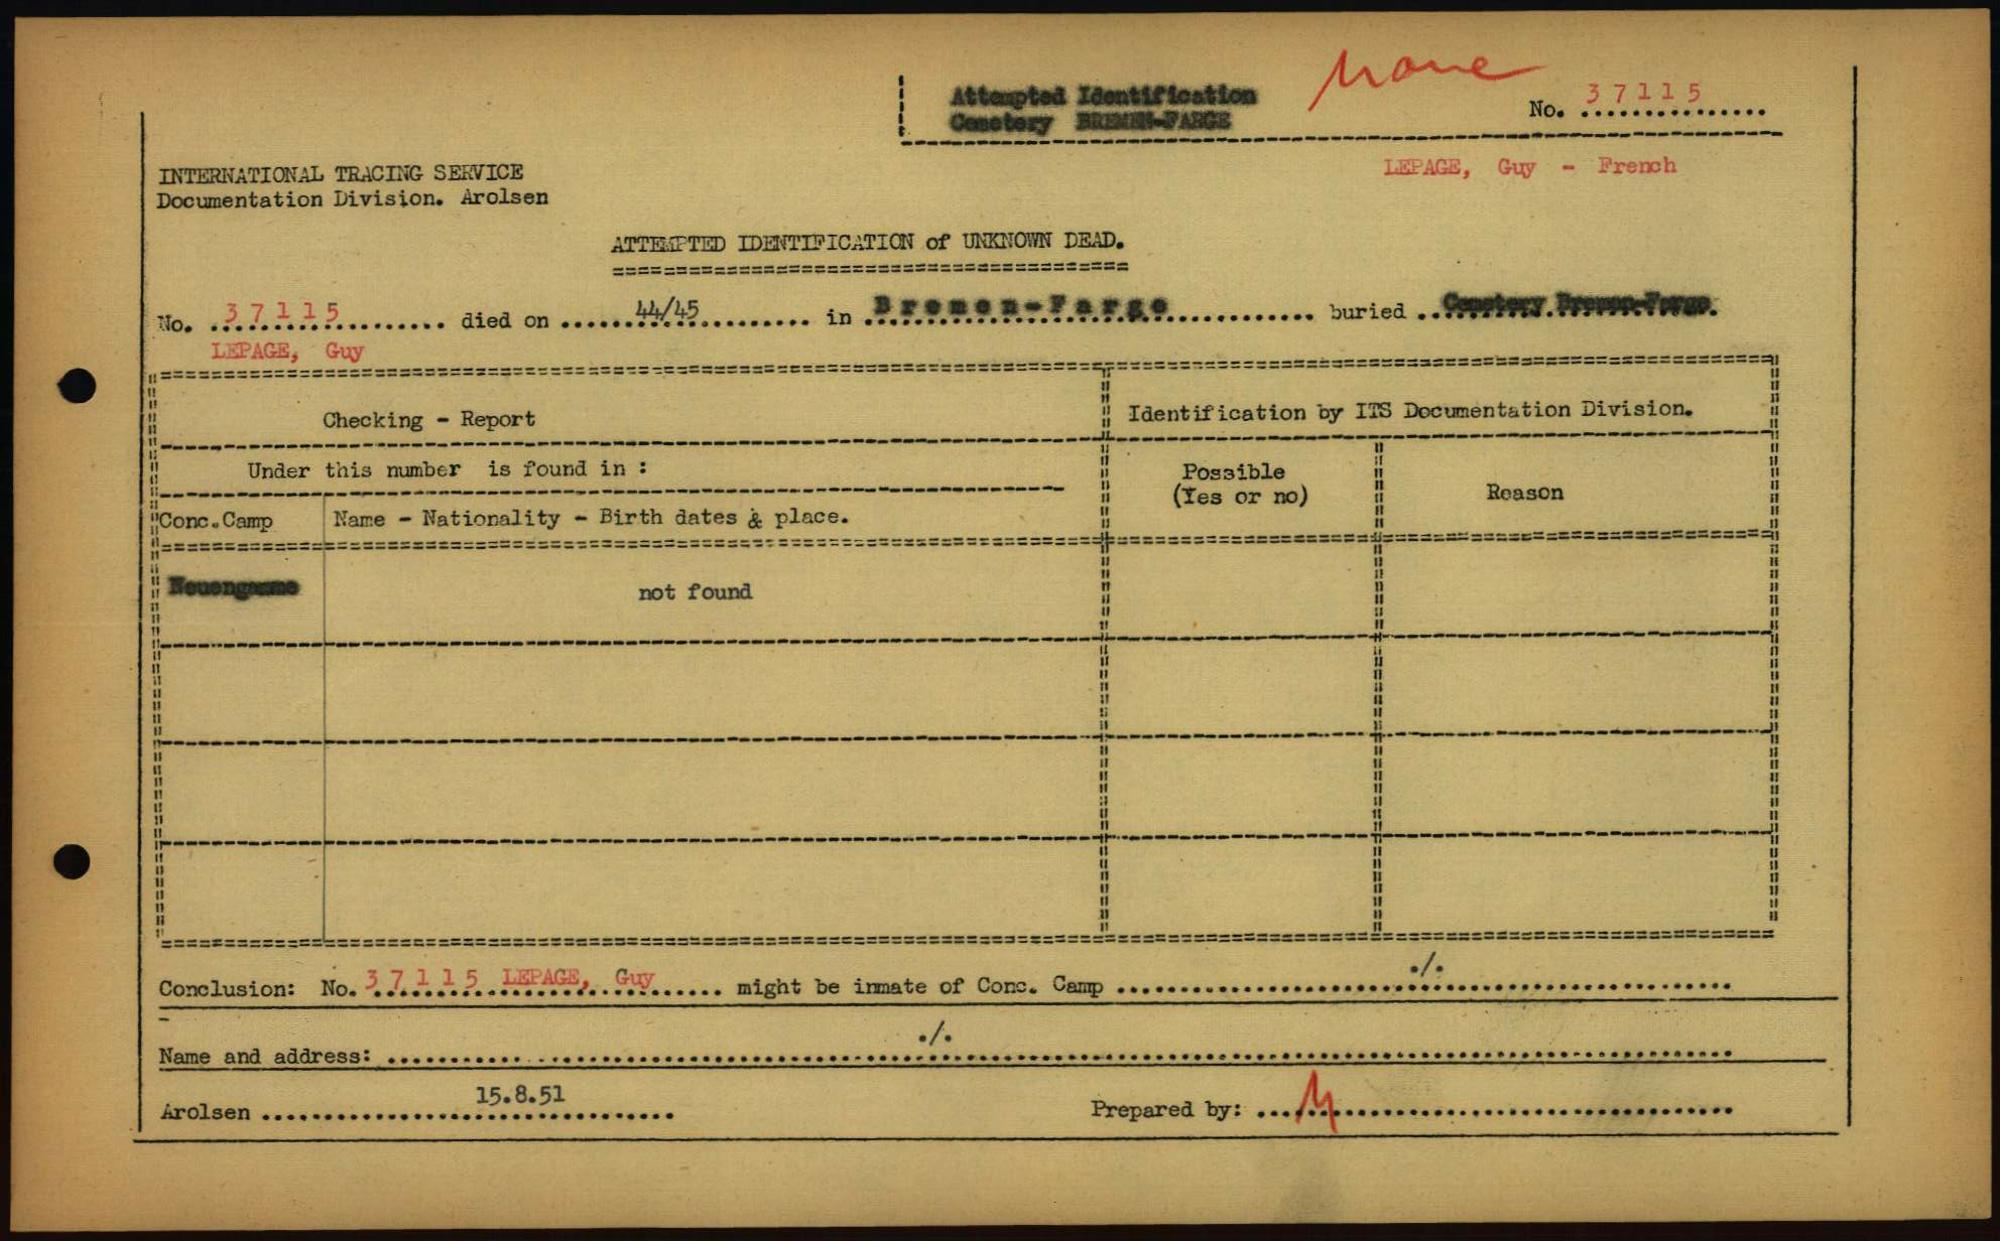 none
Attempted Identification
Cemetery BREMEN-FARGE
No. 37115
LEPAGE, Guy - French
INTERNATIONAL TRACING SERVICE
Documentation Division. Arolsen
ATTEMPTED IDENTIFICATION of UNKNOWN DEAD.
No. 37115 died on 44/45 in Bremen-Farge buried Cemetery Bremen-Farge.
LEPAGE, Guy
Checking - Report
Identification by ITS Documentation Division.
Under this number is found in :
Possible
(Yes or no)
Reason
Conc.Camp
Name - Nationality - Birth dates & place.
Neuengamme
not found
Conclusion: No. 37115 LEPAGE, Guy might be inmate of Conc. Camp ./.
Name and address: ./.
Arolsen 15.8.51
Prepared by: